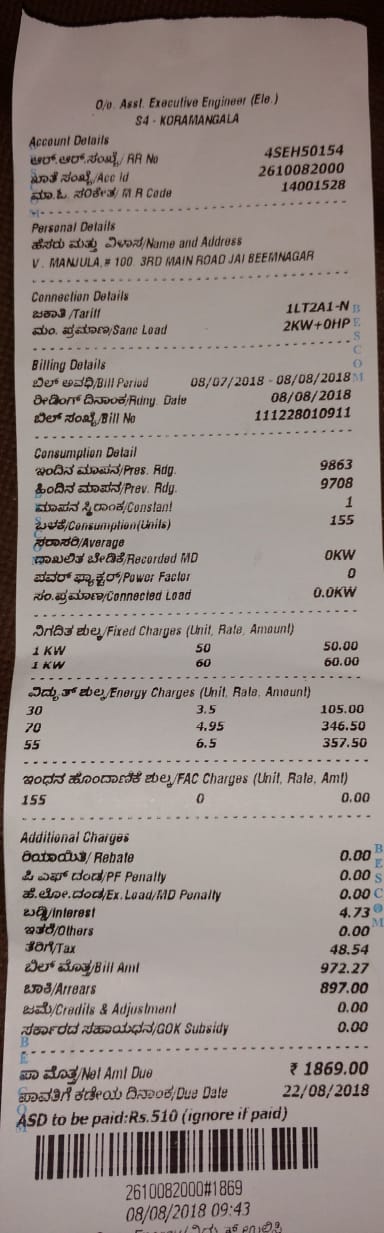 O/o. Asst. Executive Engineer (Ele.)
S4 - KORAMANGALA
Account Details
ಆರ್.ಆರ್.ಸಂಖ್ಯೆ/ RR No 4SEH50154
ಖಾತೆ ಸಂಖ್ಯೆ/Acc Id 2610082000
ಮಾ.ಓ. ಸಂಕೇತ/ M R Code 14001528
Personal Details
ಹೆಸರು ಮತ್ತು ವಿಳಾಸ/Name and Address
V . MANJULA,# 100. 3RD MAIN ROAD JAI BEEMNAGAR
Connection Details
ಜಕಾತಿ /Tariff 1LT2A1-N
ಮಂ. ಪ್ರಮಾಣ/Sanc Load 2KW+0HP
Billing Details
ಬಿಲ್ ಅವಧಿ/Bill Period 08/07/2018 - 08/08/2018
ರೀಡಿಂಗ್ ದಿನಾಂಕ/Rdng. Date 08/08/2018
ಬಿಲ್ ಸಂಖ್ಯೆ/Bill No 111228010911
Consumption Detail
ಇಂದಿನ ಮಾಪನ/Pres. Rdg. 9863
ಹಿಂದಿನ ಮಾಪನ/Prev. Rdg. 9708
ಮಾಪನ ಸ್ಥಿರಾಂಕ/Constant 1
ಬಳಕೆ/Consumption(Units) 155
ಸರಾಸರಿ/Average
ದಾಖಲಿತ ಬೇಡಿಕೆ/Recorded MD 0KW
ಪವರ್ ಫ್ಯಾಕ್ಟರ್/Power Factor 0
ಸಂ.ಪ್ರಮಾಣ/Connected Load 0.0KW
ನಿಗದಿತ ಶುಲ್ಕ/Fixed Charges (Unit, Rate, Amount)
1 KW 50 50.00
1 KW 60 60.00
ವಿದ್ಯುತ್ ಶುಲ್ಕ/Energy Charges (Unit, Rate, Amount)
30 3.5 105.00
70 4.95 346.50
55 6.5 357.50
ಇಂಧನ ಹೊಂದಾಣಿಕೆ ಶುಲ್ಕ/FAC Charges (Unit, Rate, Amt)
155 0 0.00
Additional Charges
ರಿಯಾಯಿತಿ/ Rebate 0.00
ಪಿ ಎಫ್ ದಂಡ/PF Penalty 0.00
ಹೆ.ಲೋ.ದಂಡ/Ex.Load/MD Penalty 0.00
ಬಡ್ಡಿ/Interest 4.73
ಇತರೆ/Others 0.00
ತೆರಿಗೆ/Tax 48.54
ಬಿಲ್ ಮೊತ್ತ/Bill Amt 972.27
ಬಾಕಿ/Arrears 897.00
ಜಮೆ/Credits & Adjustment 0.00
ಸರ್ಕಾರದ ಸಹಾಯಧನ/GOK Subsidy 0.00
ಪಾ ಮೊತ್ತ/Net Amt Due ₹ 1869.00
ಪಾವತಿಗೆ ಕಡೇಯ ದಿನಾಂಕ/Due Date 22/08/2018
ASD to be paid:Rs.510 (ignore if paid)
2610082000#1869
08/08/2018 09:43